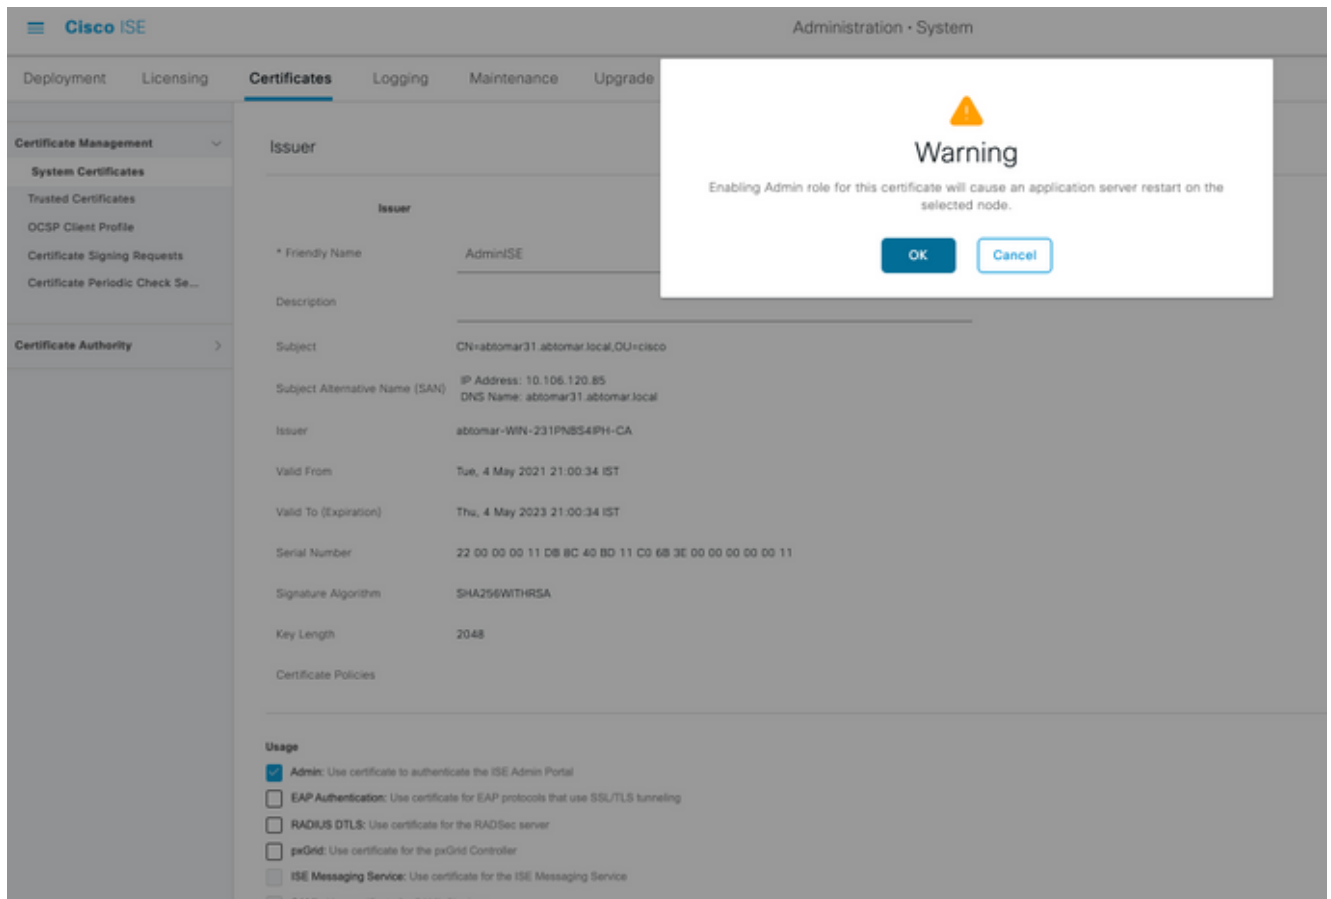 Cisco ISE
Administration · System
Deployment Licensing Certificates Logging Maintenance Upgrade
Warning
Enabling Admin role for this certificate will cause an application server restart on the
selected node.
OK Cancel
Certificate Management
System Certificates
Trusted Certificates
OCSP Client Profile
Certificate Signing Requests
Certificate Periodic Check Se...
Certificate Authority
Issuer
Issuer
* Friendly Name AdminISE
Description
Subject CN=abtomar31.abtomar.local,OU=cisco
Subject Alternative Name (SAN) IP Address: 10.106.120.85
DNS Name: abtomar31.abtomar.local
Issuer abtomar-WIN-231PNBS4IPH-CA
Valid From Tue, 4 May 2021 21:00:34 IST
Valid To (Expiration) Thu, 4 May 2023 21:00:34 IST
Serial Number 22 00 00 00 11 DB 8C 40 BD 11 C0 6B 3E 00 00 00 00 00 11
Signature Algorithm SHA256WITHRSA
Key Length 2048
Certificate Policies
Usage
Admin: Use certificate to authenticate the ISE Admin Portal
EAP Authentication: Use certificate for EAP protocols that use SSL/TLS tunneling
RADIUS DTLS: Use certificate for the RADSec server
pxGrid: Use certificate for the pxGrid Controller
ISE Messaging Service: Use certificate for the ISE Messaging Service